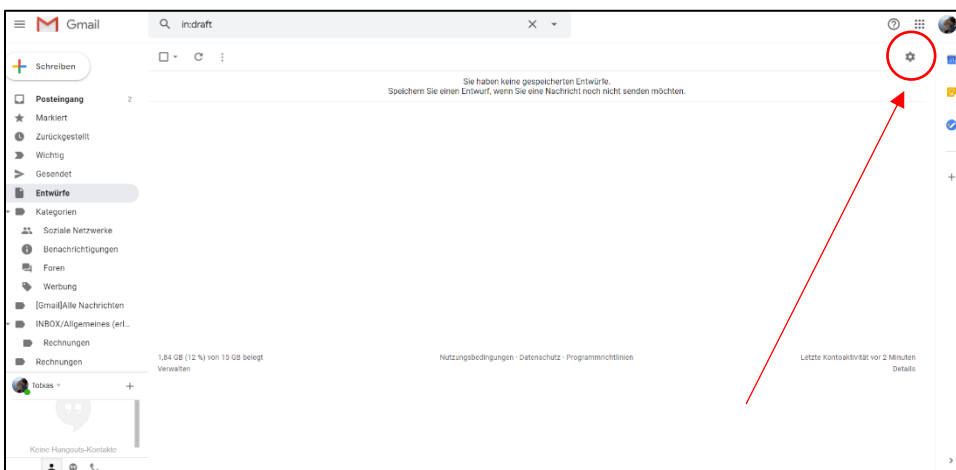 Gmail
in:draft
Schreiben
Sie haben keine gespeicherten Entwürfe.
Speichern Sie einen Entwurf, wenn Sie eine Nachricht noch nicht senden möchten.
Posteingang 2
Markiert
Zurückgestellt
Wichtig
Gesendet
Entwürfe
Kategorien
Soziale Netzwerke
Benachrichtigungen
Foren
Werbung
[Gmail]Alle Nachrichten
INBOX/Allgemeines (erl...
Rechnungen
Rechnungen
1,84 GB (12 %) von 15 GB belegt
Verwalten
Nutzungsbedingungen · Datenschutz · Programmrichtlinien
Letzte Kontoaktivität vor 2 Minuten
Details
Tobias
Keine Hangouts-Kontakte